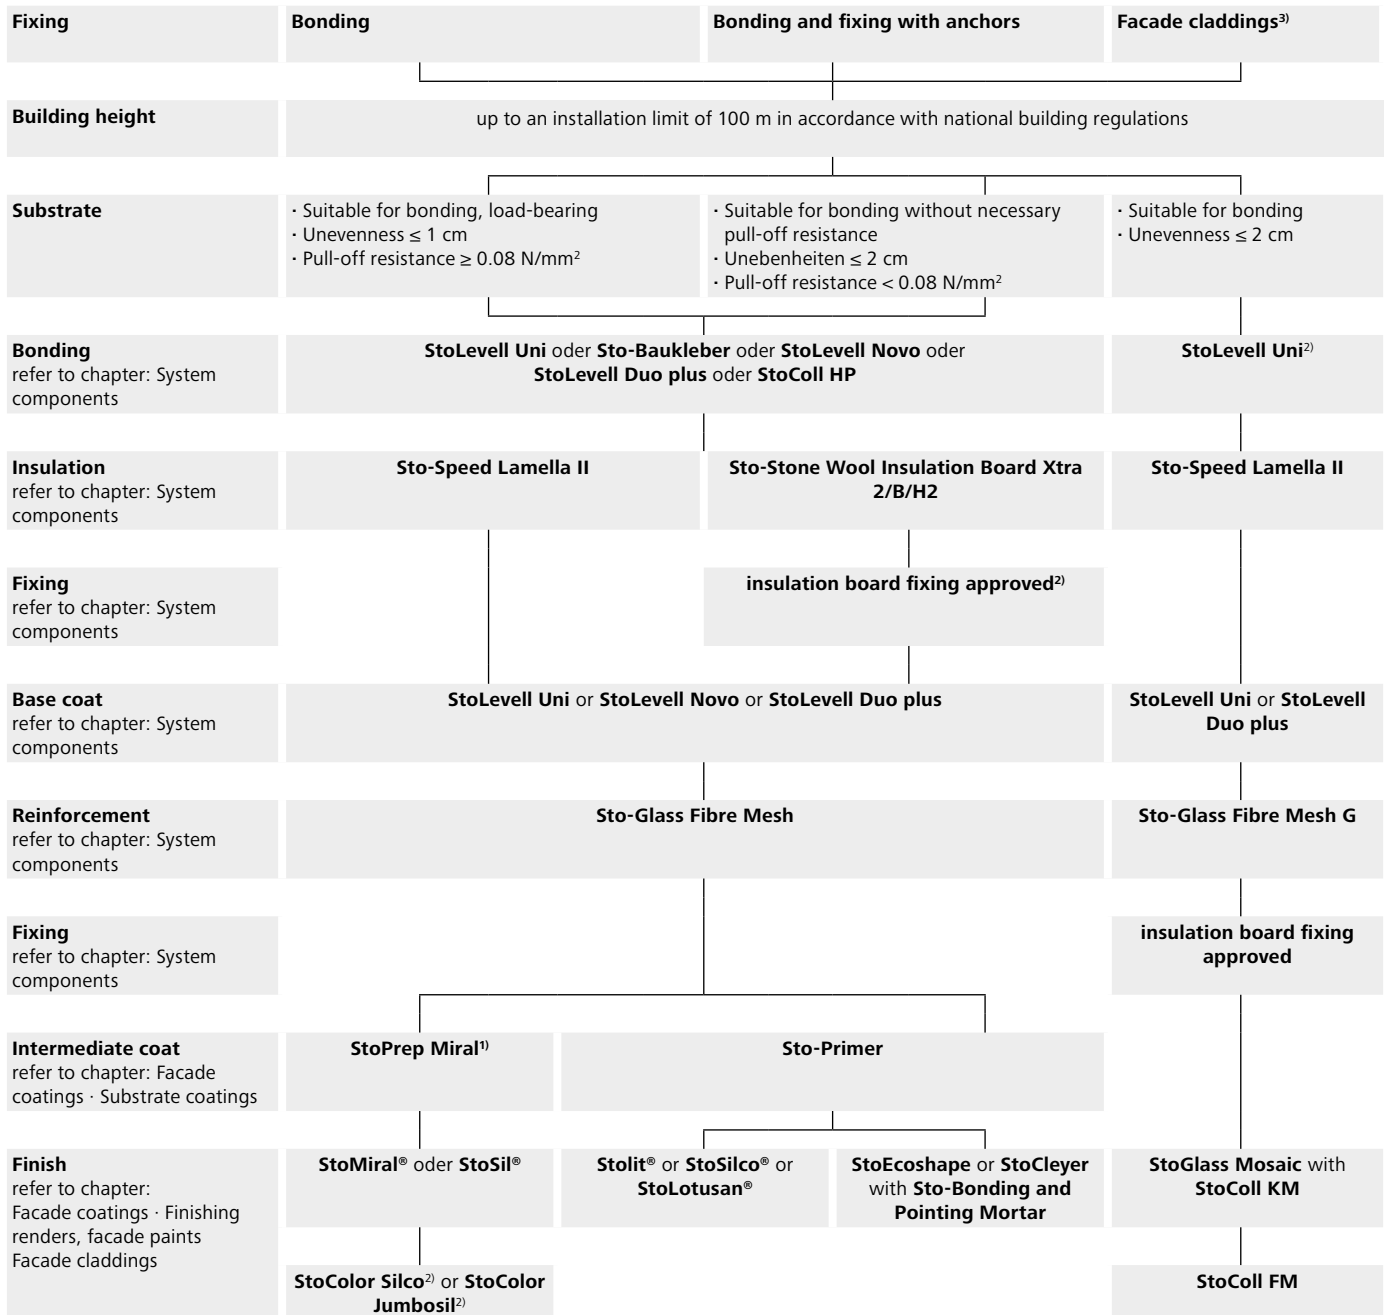 Fixing
Bonding
Bonding and fixing with anchors
Facade claddings³⁾
Building height
up to an installation limit of 100 m in accordance with national building regulations
Substrate
· Suitable for bonding, load-bearing
· Unevenness ≤ 1 cm
· Pull-off resistance ≥ 0.08 N/mm²
· Suitable for bonding without necessary
pull-off resistance
· Unebenheiten ≤ 2 cm
· Pull-off resistance < 0.08 N/mm²
· Suitable for bonding
· Unevenness ≤ 2 cm
Bonding
refer to chapter: System
components
StoLevell Uni oder Sto-Baukleber oder StoLevell Novo oder
StoLevell Duo plus oder StoColl HP
StoLevell Uni²⁾
Insulation
refer to chapter: System
components
Sto-Speed Lamella II
Sto-Stone Wool Insulation Board Xtra
2/B/H2
Sto-Speed Lamella II
Fixing
refer to chapter: System
components
insulation board fixing approved²⁾
Base coat
refer to chapter: System
components
StoLevell Uni or StoLevell Novo or StoLevell Duo plus
StoLevell Uni or StoLevell
Duo plus
Reinforcement
refer to chapter: System
components
Sto-Glass Fibre Mesh
Sto-Glass Fibre Mesh G
Fixing
refer to chapter: System
components
insulation board fixing
approved
Intermediate coat
refer to chapter: Facade
coatings · Substrate coatings
StoPrep Miral¹⁾
Sto-Primer
Finish
refer to chapter:
Facade coatings · Finishing
renders, facade paints
Facade claddings
StoMiral® oder StoSil®
Stolit® or StoSilco® or
StoLotusan®
StoEcoshape or StoCleyer
with Sto-Bonding and
Pointing Mortar
StoGlass Mosaic with
StoColl KM
StoColor Silco²⁾ or StoColor
Jumbosil²⁾
StoColl FM